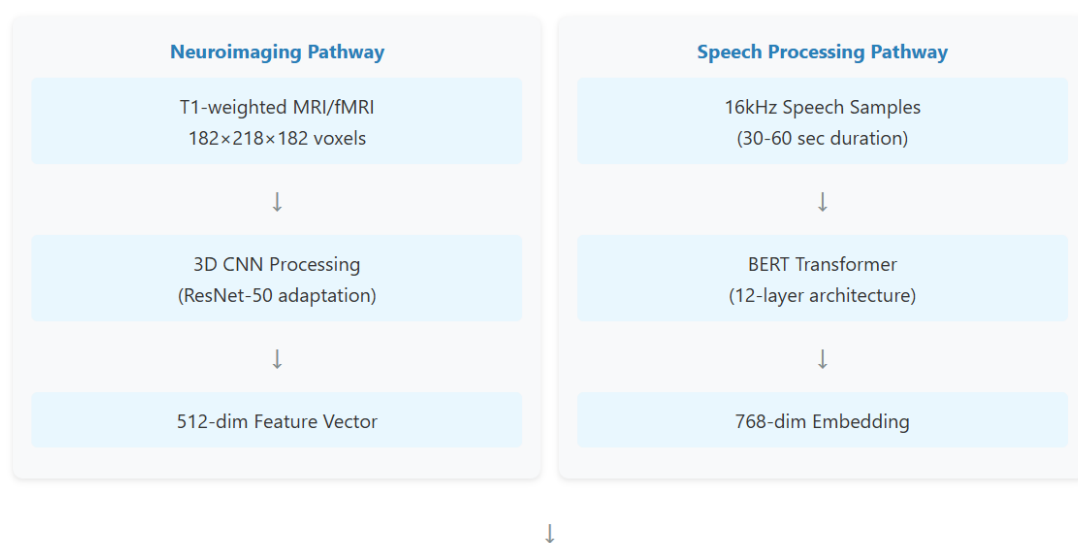 Neuroimaging Pathway
T1-weighted MRI/fMRI
182×218×182 voxels
↓
3D CNN Processing
(ResNet-50 adaptation)
↓
512-dim Feature Vector
Speech Processing Pathway
16kHz Speech Samples
(30-60 sec duration)
↓
BERT Transformer
(12-layer architecture)
↓
768-dim Embedding
↓